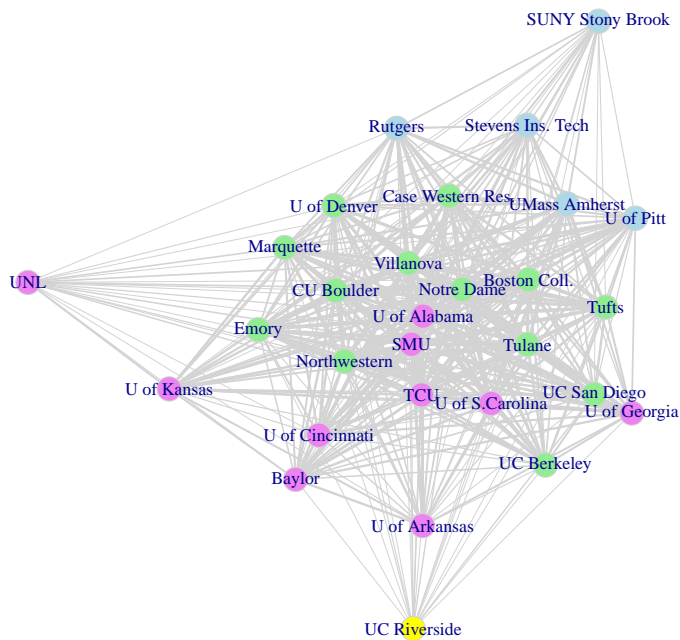 SUNY Stony Brook
Rutgers
Stevens Ins. Tech
Case Western Res.
U of Denver
UMass Amherst
U of Pitt
Marquette
Villanova
UNL
CU Boulder
Notre Dame
Boston Coll.
Tufts
U of Alabama
Emory
SMU
Tulane
Northwestern
U of Kansas
TCU
U of S.Carolina
UC San Diego
U of Georgia
U of Cincinnati
UC Berkeley
Baylor
U of Arkansas
UC Riverside